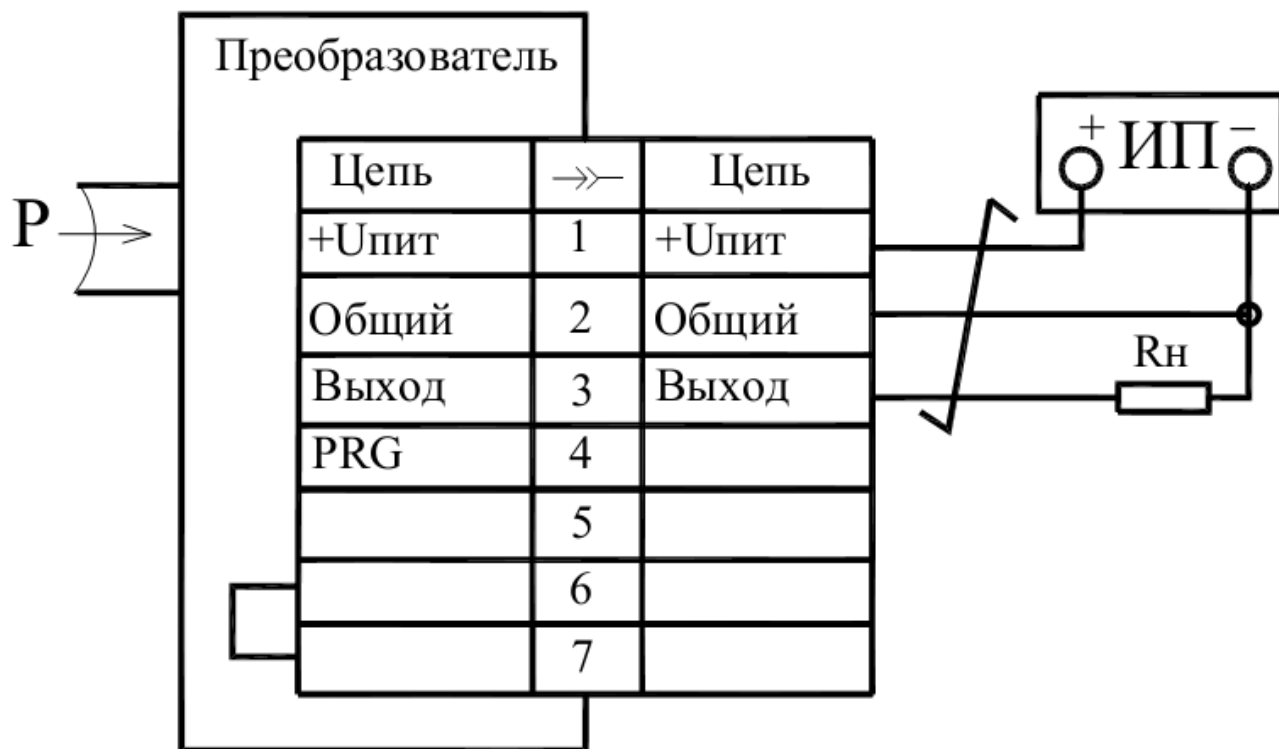 Преобразователь
+ ИП −
Цепь Цепь
P
+Uпит 1 +Uпит
Общий 2 Общий
Rн
Выход 3 Выход
PRG 4
5
6
7